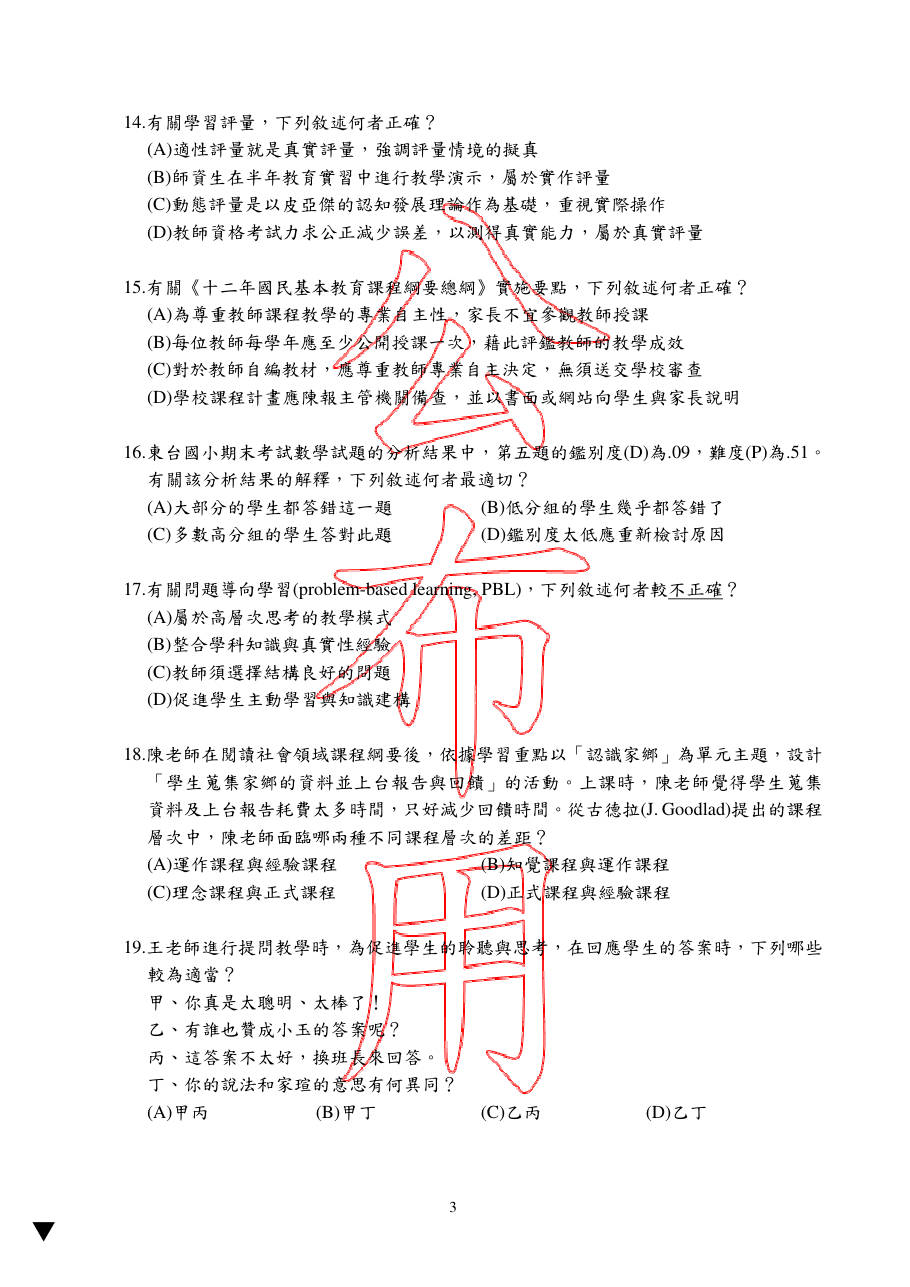 14.有關學習評量，下列敘述何者正確？
(A)適性評量就是真實評量，強調評量情境的擬真
(B)師資生在半年教育實習中進行教學演示，屬於實作評量
(C)動態評量是以皮亞傑的認知發展理論作為基礎，重視實際操作
(D)教師資格考試力求公正減少誤差，以測得真實能力，屬於真實評量
15.有關《十二年國民基本教育課程綱要總綱》實施要點，下列敘述何者正確？
(A)為尊重教師課程教學的專業自主性，家長不宜參觀教師授課
(B)每位教師每學年應至少公開授課一次，藉此評鑑教師的教學成效
(C)對於教師自編教材，應尊重教師專業自主決定，無須送交學校審查
(D)學校課程計畫應陳報主管機關備查，並以書面或網站向學生與家長說明
16.東台國小期末考試數學試題的分析結果中，第五題的鑑別度(D)為.09，難度(P)為.51。
有關該分析結果的解釋，下列敘述何者最適切？
(A)大部分的學生都答錯這一題 (B)低分組的學生幾乎都答錯了
(C)多數高分組的學生答對此題 (D)鑑別度太低應重新檢討原因
17.有關問題導向學習(problem-based learning, PBL)，下列敘述何者較不正確？
(A)屬於高層次思考的教學模式
(B)整合學科知識與真實性經驗
(C)教師須選擇結構良好的問題
(D)促進學生主動學習與知識建構
18.陳老師在閱讀社會領域課程綱要後，依據學習重點以「認識家鄉」為單元主題，設計
「學生蒐集家鄉的資料並上台報告與回饋」的活動。上課時，陳老師覺得學生蒐集
資料及上台報告耗費太多時間，只好減少回饋時間。從古德拉(J. Goodlad)提出的課程
層次中，陳老師面臨哪兩種不同課程層次的差距？
(A)運作課程與經驗課程 (B)知覺課程與運作課程
(C)理念課程與正式課程 (D)正式課程與經驗課程
19.王老師進行提問教學時，為促進學生的聆聽與思考，在回應學生的答案時，下列哪些
較為適當？
甲、你真是太聰明、太棒了！
乙、有誰也贊成小玉的答案呢？
丙、這答案不太好，換班長來回答。
丁、你的說法和家瑄的意思有何異同？
(A)甲丙 (B)甲丁 (C)乙丙 (D)乙丁
3
公布用